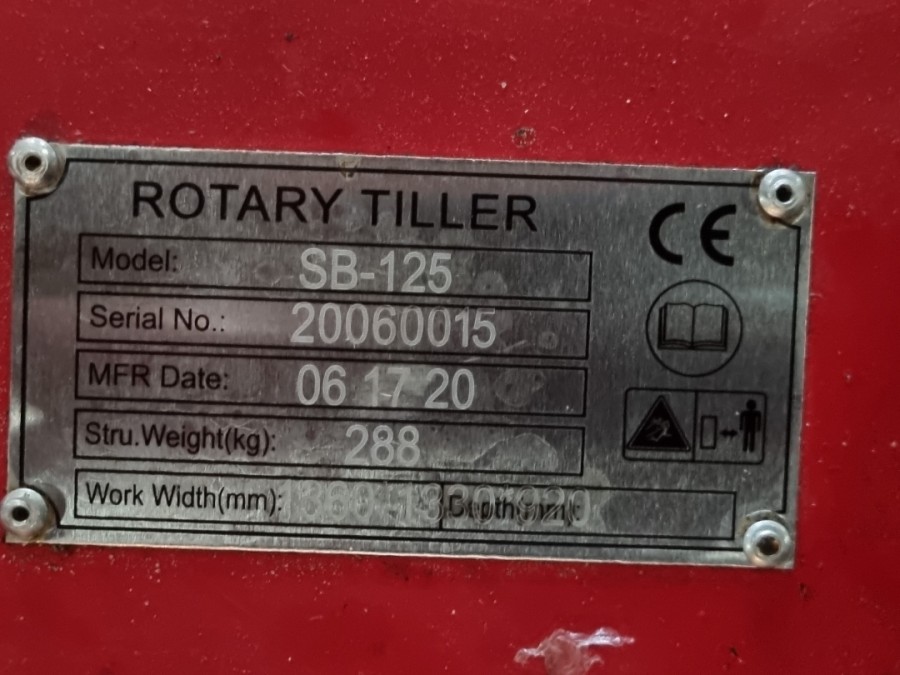 ROTARY TILLER
CE
Model: SB-125
Serial No.: 20060015
MFR Date: 06 17 20
Stru.Weight(kg): 288
Work Width(mm):